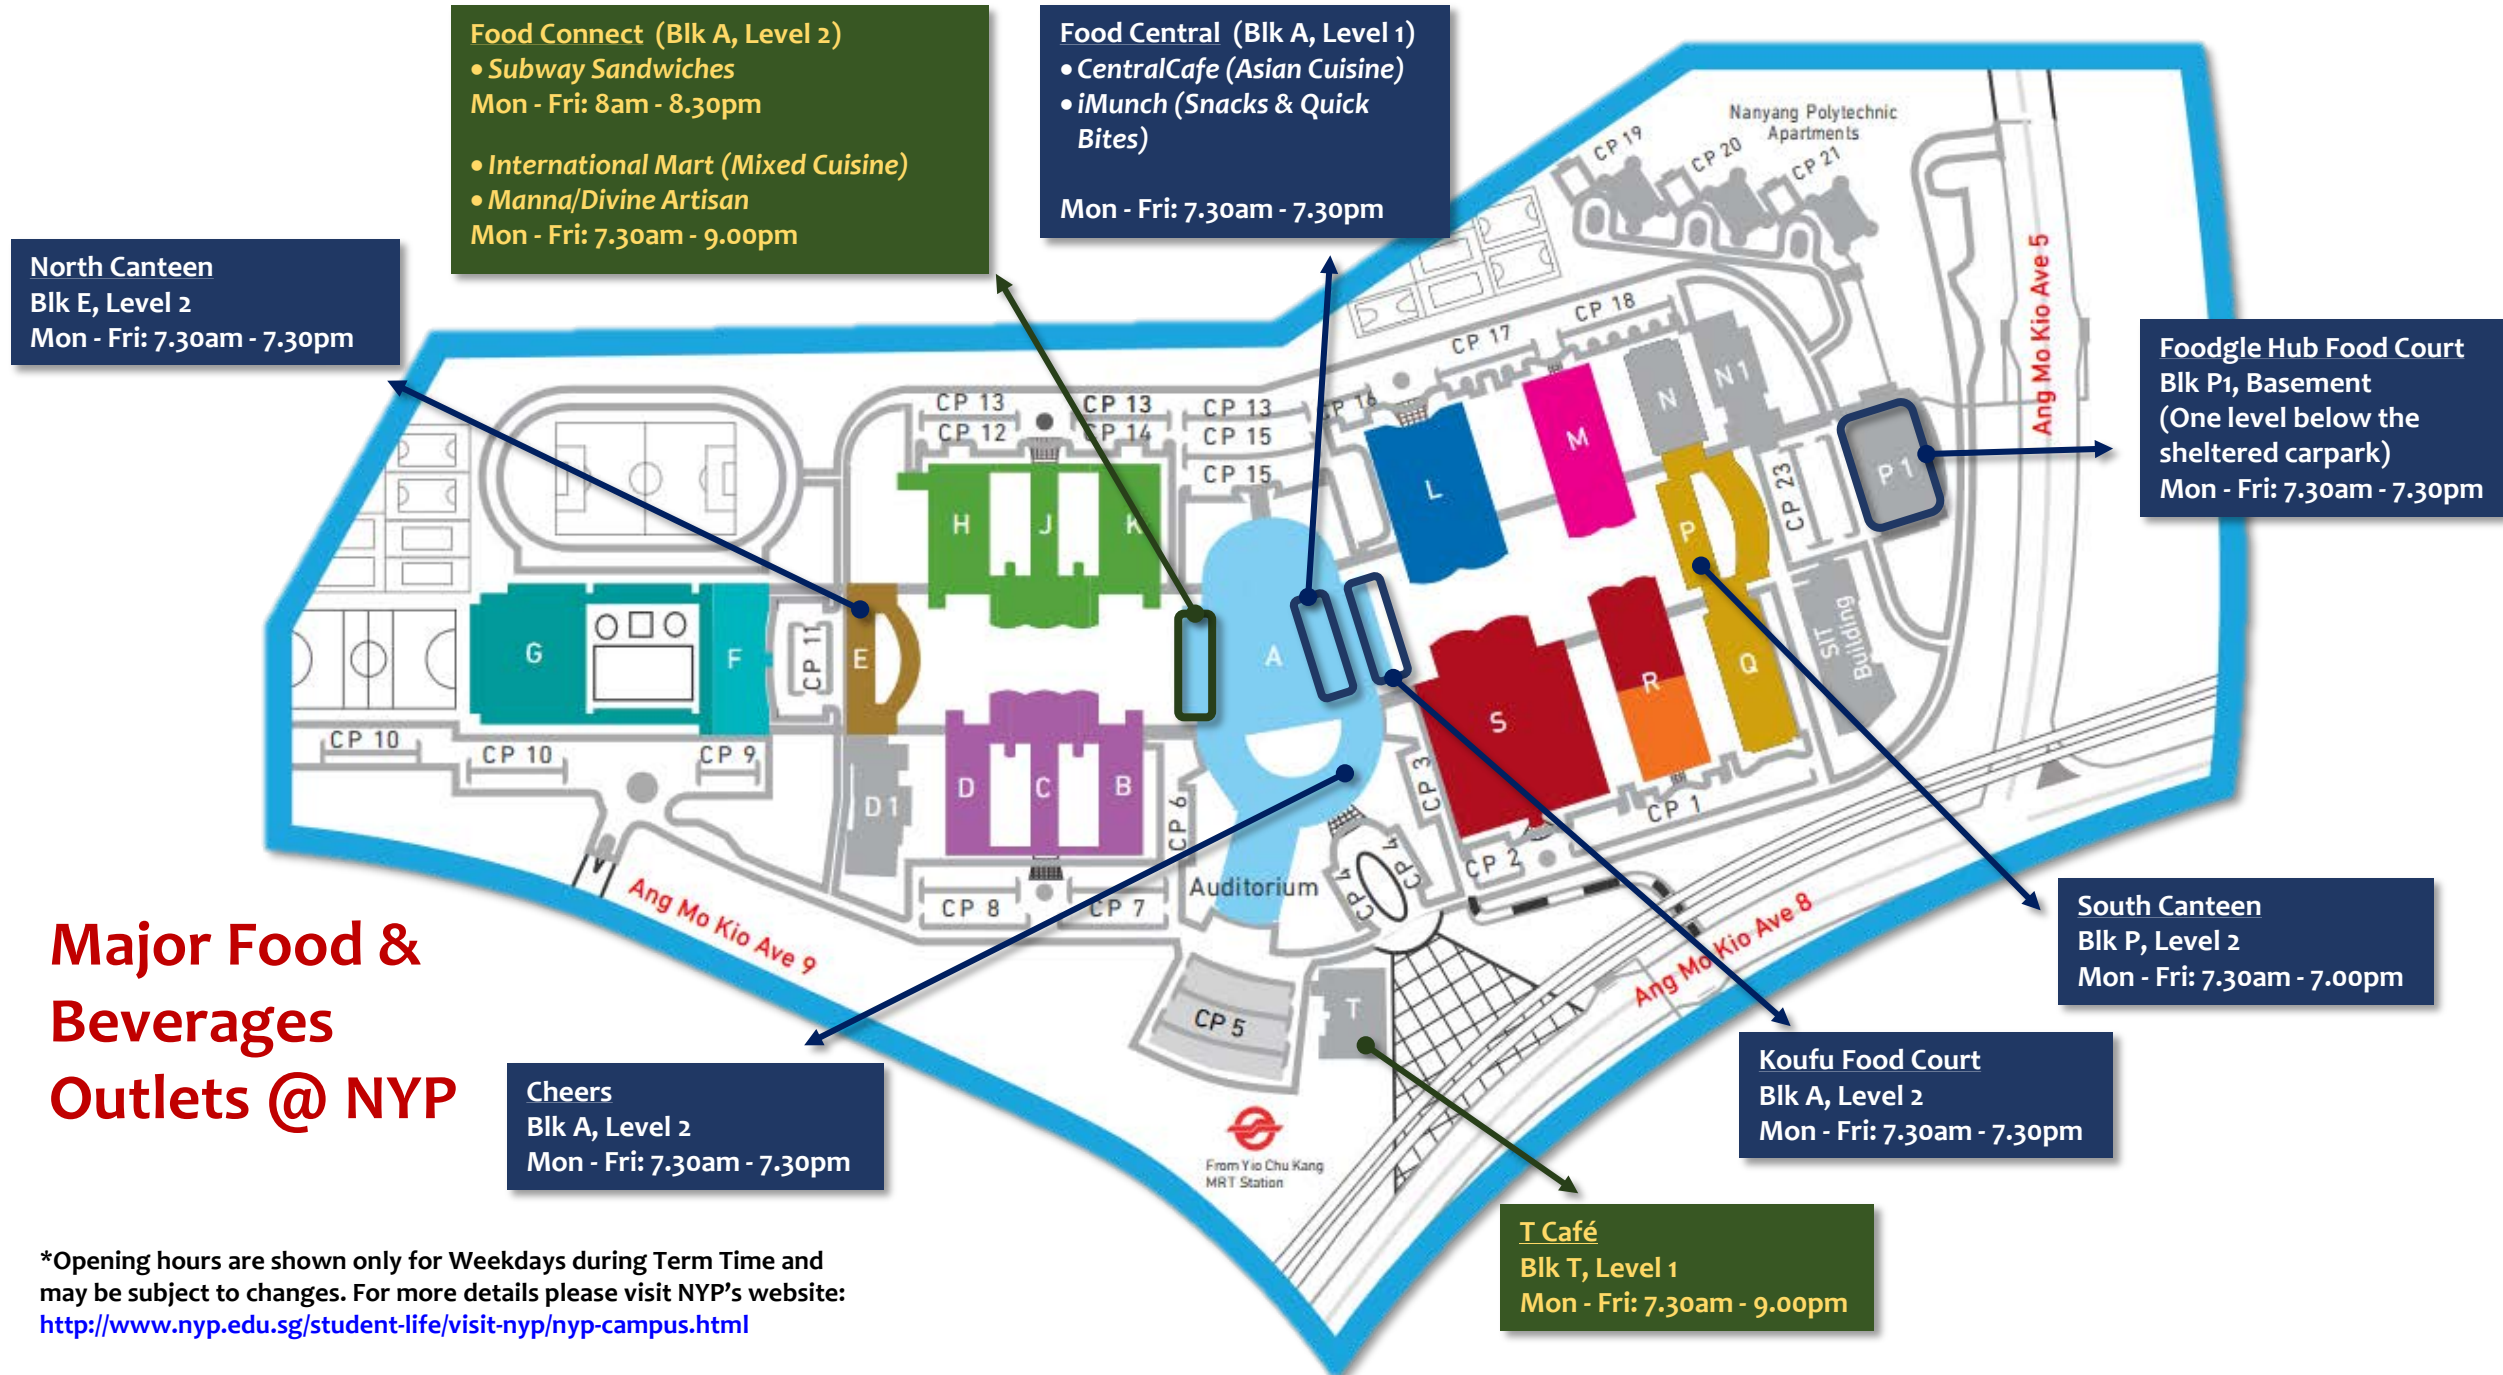 Food Connect (Blk A, Level 2)
• Subway Sandwiches
Mon - Fri: 8am - 8.30pm
• International Mart (Mixed Cuisine)
• Manna/Divine Artisan
Mon - Fri: 7.30am - 9.00pm
Food Central (Blk A, Level 1)
• CentralCafe (Asian Cuisine)
• iMunch (Snacks & Quick
Bites)
Mon - Fri: 7.30am - 7.30pm
North Canteen
Blk E, Level 2
Mon - Fri: 7.30am - 7.30pm
Foodgle Hub Food Court
Blk P1, Basement
(One level below the
sheltered carpark)
Mon - Fri: 7.30am - 7.30pm
Nanyang Polytechnic
Apartments
CP 19
CP 20
CP 21
Ang Mo Kio Ave 5
CP 18
CP 17
CP 16
CP 13
CP 13
CP 13
CP 12
CP 14
CP 15
CP 15
N
N1
M
L
P1
CP 23
P
H
J
K
G
F
CP 11
E
A
SIT
Building
Q
R
S
CP 10
CP 10
CP 9
D1
D
C
B
CP 6
CP 3
CP 1
CP 2
CP 4
CP 4
Auditorium
CP 8
CP 7
Ang Mo Kio Ave 9
Ang Mo Kio Ave 8
CP 5
T
South Canteen
Blk P, Level 2
Mon - Fri: 7.30am - 7.00pm
Koufu Food Court
Blk A, Level 2
Mon - Fri: 7.30am - 7.30pm
Major Food &
Beverages
Outlets @ NYP
Cheers
Blk A, Level 2
Mon - Fri: 7.30am - 7.30pm
From Yio Chu Kang
MRT Station
T Café
Blk T, Level 1
Mon - Fri: 7.30am - 9.00pm
*Opening hours are shown only for Weekdays during Term Time and
may be subject to changes. For more details please visit NYP's website:
http://www.nyp.edu.sg/student-life/visit-nyp/nyp-campus.html